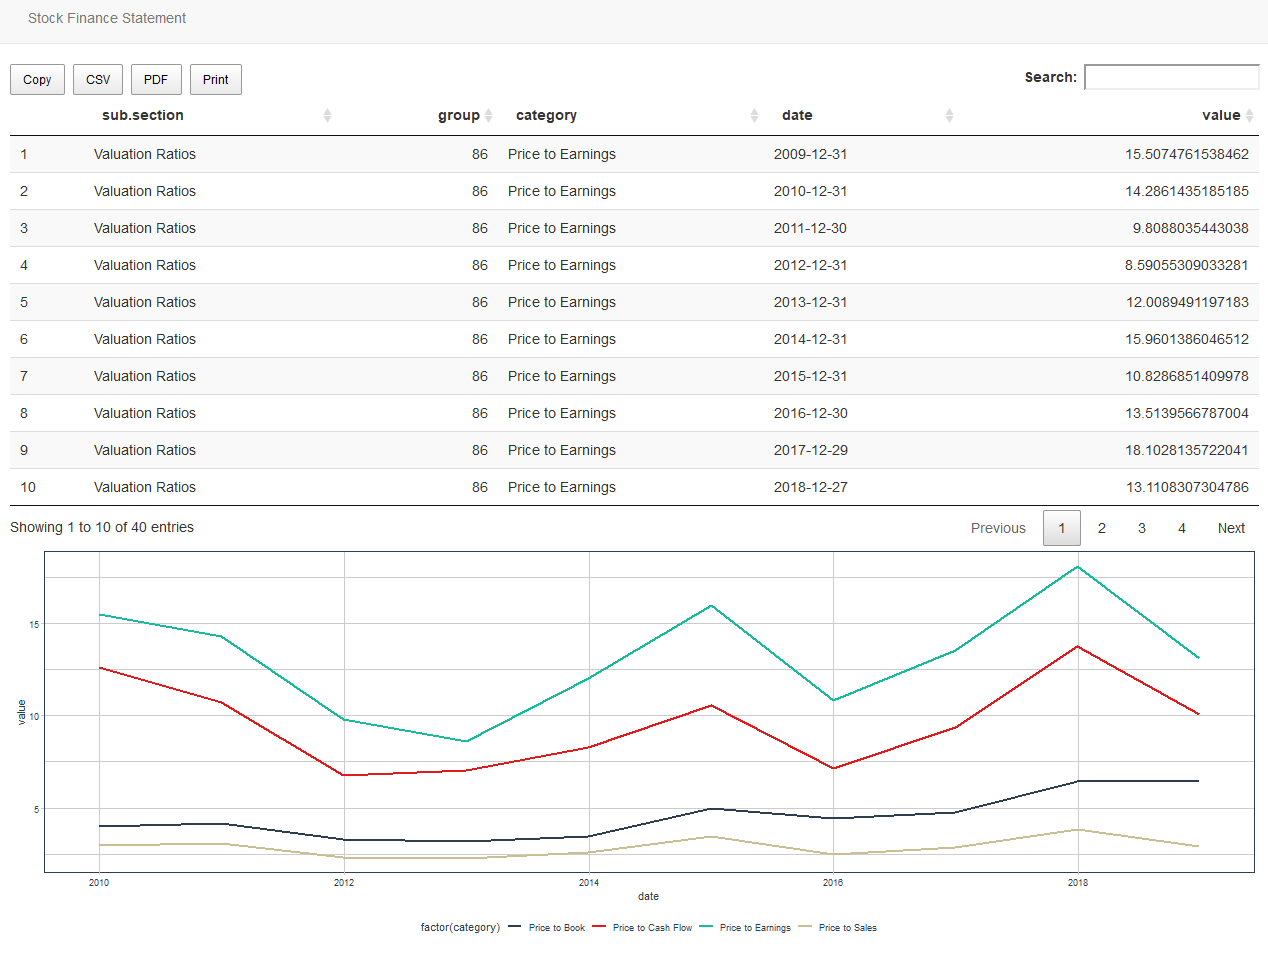 Stock Finance Statement
Copy CSV PDF Print Search:
sub.section group category date value
1 Valuation Ratios 86 Price to Earnings 2009-12-31 15.5074761538462
2 Valuation Ratios 86 Price to Earnings 2010-12-31 14.2861435185185
3 Valuation Ratios 86 Price to Earnings 2011-12-30 9.8088035443038
4 Valuation Ratios 86 Price to Earnings 2012-12-31 8.59055309033281
5 Valuation Ratios 86 Price to Earnings 2013-12-31 12.0089491197183
6 Valuation Ratios 86 Price to Earnings 2014-12-31 15.9601386046512
7 Valuation Ratios 86 Price to Earnings 2015-12-31 10.8286851409978
8 Valuation Ratios 86 Price to Earnings 2016-12-30 13.5139566787004
9 Valuation Ratios 86 Price to Earnings 2017-12-29 18.1028135722041
10 Valuation Ratios 86 Price to Earnings 2018-12-27 13.1108307304786
Showing 1 to 10 of 40 entries Previous 1 2 3 4 Next
15
10
value
5
2010 2012 2014 2016 2018
date
factor(category) Price to Book Price to Cash Flow Price to Earnings Price to Sales